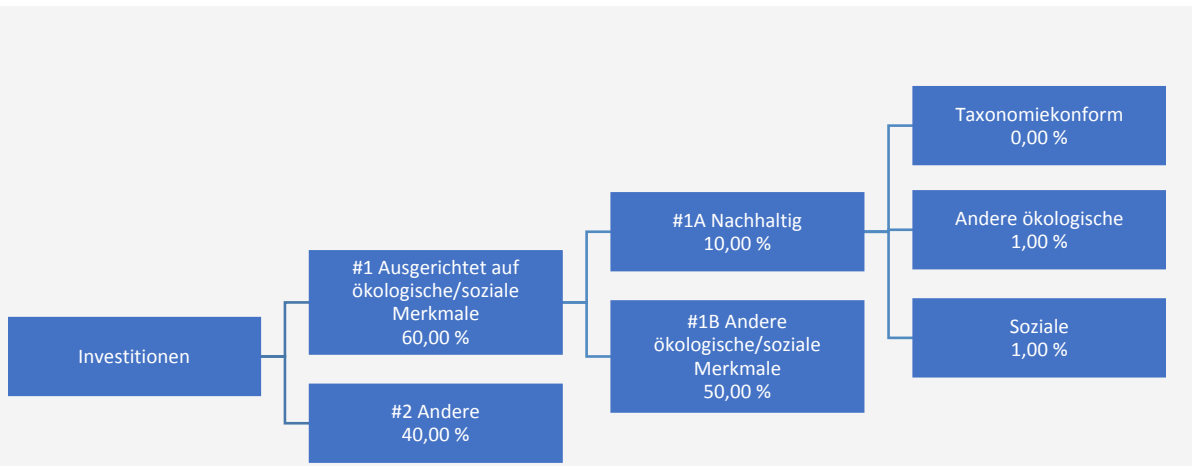 Investitionen
#1 Ausgerichtet auf
ökologische/soziale
Merkmale
60,00 %
#2 Andere
40,00 %
#1A Nachhaltig
10,00 %
#1B Andere
ökologische/soziale
Merkmale
50,00 %
Taxonomiekonform
0,00 %
Andere ökologische
1,00 %
Soziale
1,00 %